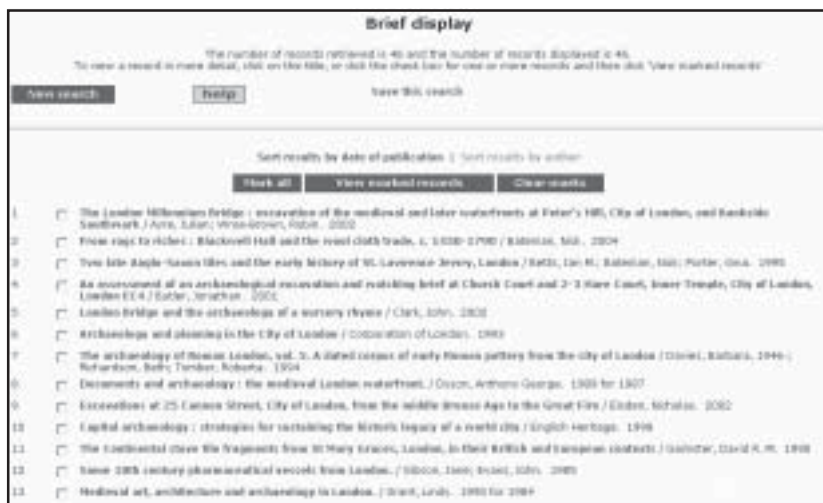 Brief display
The number of records retrieved is 46 and the number of records displayed is 46.
To view a record in more detail, click on the title, or click the check box for one or more records and then click 'View marked records'
New search help Save this search
Sort results by date of publication | Sort results by author
Mark all View marked records Clear marks
1 The London Millennium Bridge : excavation of the medieval and later waterfronts at Peter's Hill, City of London, and Bankside
Southwark / Ayre, Julian; Wroe-Brown, Robin. 2002
2 From rags to riches : Blackwell Hall and the wool cloth trade, c. 1450-1790 / Bateman, Nick. 2004
3 Two late Anglo-Saxon tiles and the early history of St. Lawrence Jewry, London / Betts, Ian M.; Bateman, Nick; Porter, Gina. 1995
4 An assessment of an archaeological excavation and watching brief at Church Court and 2-3 Hare Court, Inner Temple, City of London,
London EC4 / Butler, Jonathan. 2001
5 London Bridge and the archaeology of a nursery rhyme / Clark, John. 2002
6 Archaeology and planning in the City of London / Corporation of London. 1993
7 The archaeology of Roman London, vol. 5. A dated corpus of early Roman pottery from the city of London / Davies, Barbara, 1946-;
Richardson, Beth; Tomber, Roberta. 1994
8 Documents and archaeology : the medieval London waterfront. / Dyson, Anthony George. 1989 for 1987
9 Excavations at 25 Cannon Street, City of London, from the middle Bronze Age to the Great Fire / Elsden, Nicholas. 2002
10 Capital archaeology : strategies for sustaining the historic legacy of a world city / English Heritage. 1998
11 The Continental stove tile fragments from St Mary Graces, London, in their British and European contexts / Gaimster, David R. M. 1998
12 Some 18th century pharmaceutical vessels from London. / Gibson, Jane; Evans, John. 1985
13 Medieval art, architecture and archaeology in London. / Grant, Lindy. 1990 for 1984